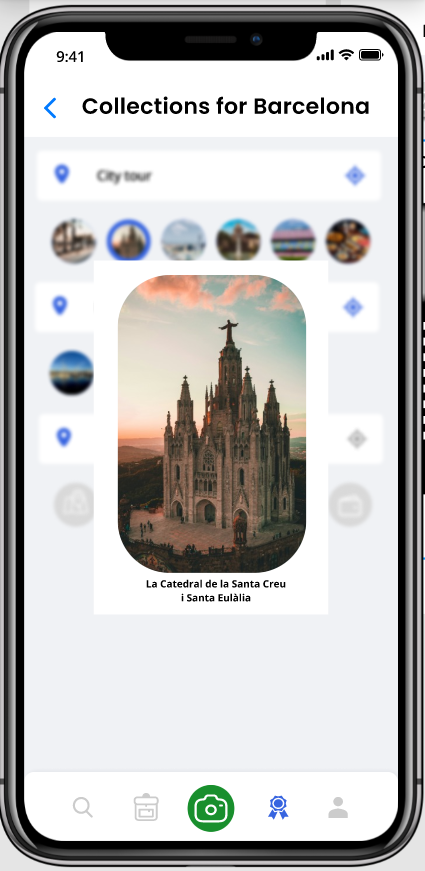 9:41
Collections for Barcelona
City tour
La Catedral de la Santa Creu
i Santa Eulàlia